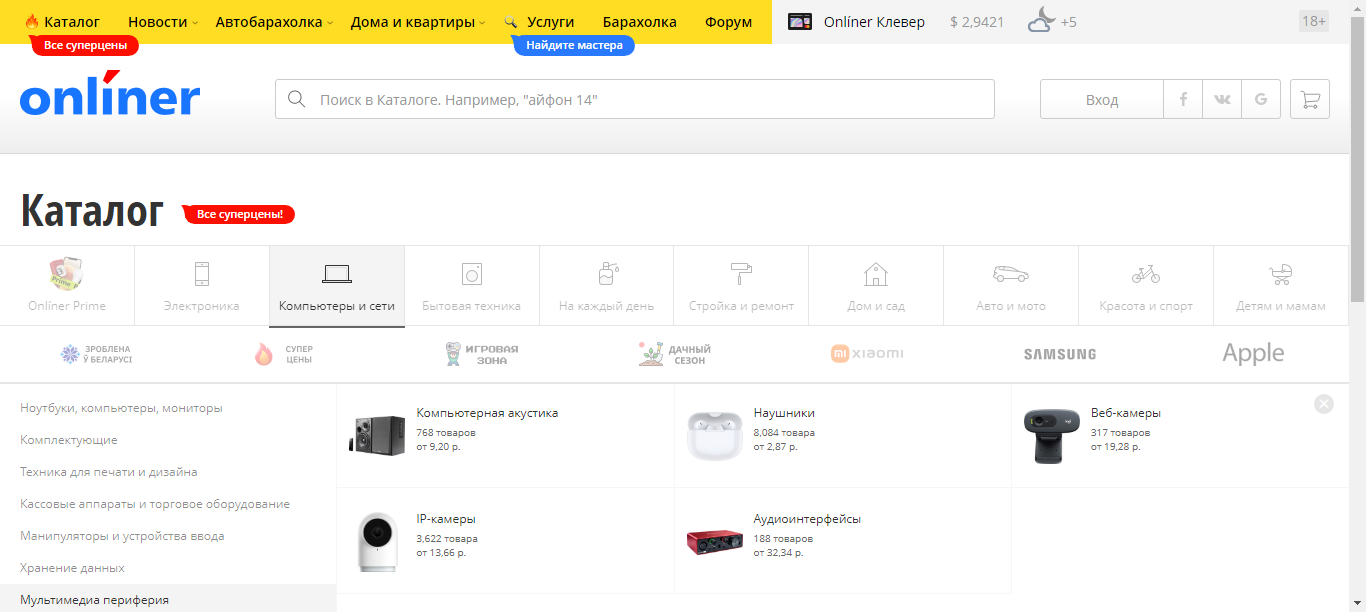 Каталог
Новости
Автобарахолка
Дома и квартиры
Услуги
Барахолка
Форум
Onlíner Клевер
$ 2,9421
+5
18+
Все суперцены
Найдите мастера
onlíner
Поиск в Каталоге. Например, "айфон 14"
Вход
f
G
Каталог
Все суперцены!
Onlíner Prime
Электроника
Компьютеры и сети
Бытовая техника
На каждый день
Стройка и ремонт
Дом и сад
Авто и мото
Красота и спорт
Детям и мамам
ЗРОБЛЕНА
Ў БЕЛАРУСІ
СУПЕР
ЦЕНЫ
ИГРОВАЯ
ЗОНА
ДАЧНЫЙ
СЕЗОН
xiaomi
SAMSUNG
Apple
Ноутбуки, компьютеры, мониторы
Комплектующие
Техника для печати и дизайна
Кассовые аппараты и торговое оборудование
Манипуляторы и устройства ввода
Хранение данных
Мультимедиа периферия
Компьютерная акустика
768 товаров
от 9,20 р.
Наушники
8,084 товара
от 2,87 р.
Веб-камеры
317 товаров
от 19,28 р.
IP-камеры
3,622 товара
от 13,66 р.
Аудиоинтерфейсы
188 товаров
от 32,34 р.